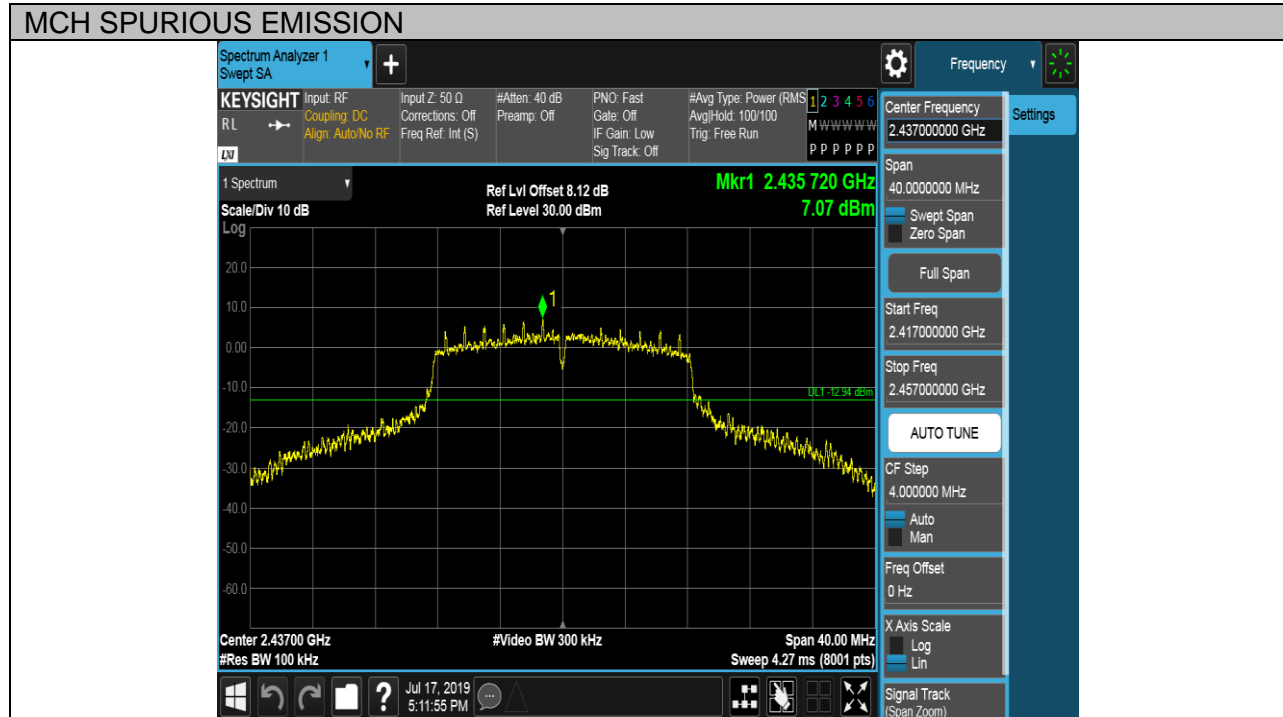 MCH SPURIOUS EMISSION
Spectrum Analyzer 1
Swept SA
+
Frequency
KEYSIGHT
RL
LXI
Input: RF
Coupling: DC
Align: Auto/No RF
Input Z: 50 Ω
Corrections: Off
Freq Ref: Int (S)
#Atten: 40 dB
Preamp: Off
PNO: Fast
Gate: Off
IF Gain: Low
Sig Track: Off
#Avg Type: Power (RMS
Avg|Hold: 100/100
Trig: Free Run
1 2 3 4 5 6
M W W W W W
P P P P P P
1 Spectrum
Scale/Div 10 dB
Ref Lvl Offset 8.12 dB
Ref Level 30.00 dBm
Mkr1 2.435 720 GHz
7.07 dBm
Log
20.0
10.0
0.00
-10.0
-20.0
-30.0
-40.0
-50.0
-60.0
1
DL1 -12.94 dBm
Center 2.43700 GHz
#Res BW 100 kHz
#Video BW 300 kHz
Span 40.00 MHz
Sweep 4.27 ms (8001 pts)
Center Frequency
2.437000000 GHz
Settings
Span
40.0000000 MHz
Swept Span
Zero Span
Full Span
Start Freq
2.417000000 GHz
Stop Freq
2.457000000 GHz
AUTO TUNE
CF Step
4.000000 MHz
Auto
Man
Freq Offset
0 Hz
X Axis Scale
Log
Lin
Signal Track
(Span Zoom)
?
Jul 17, 2019
5:11:55 PM